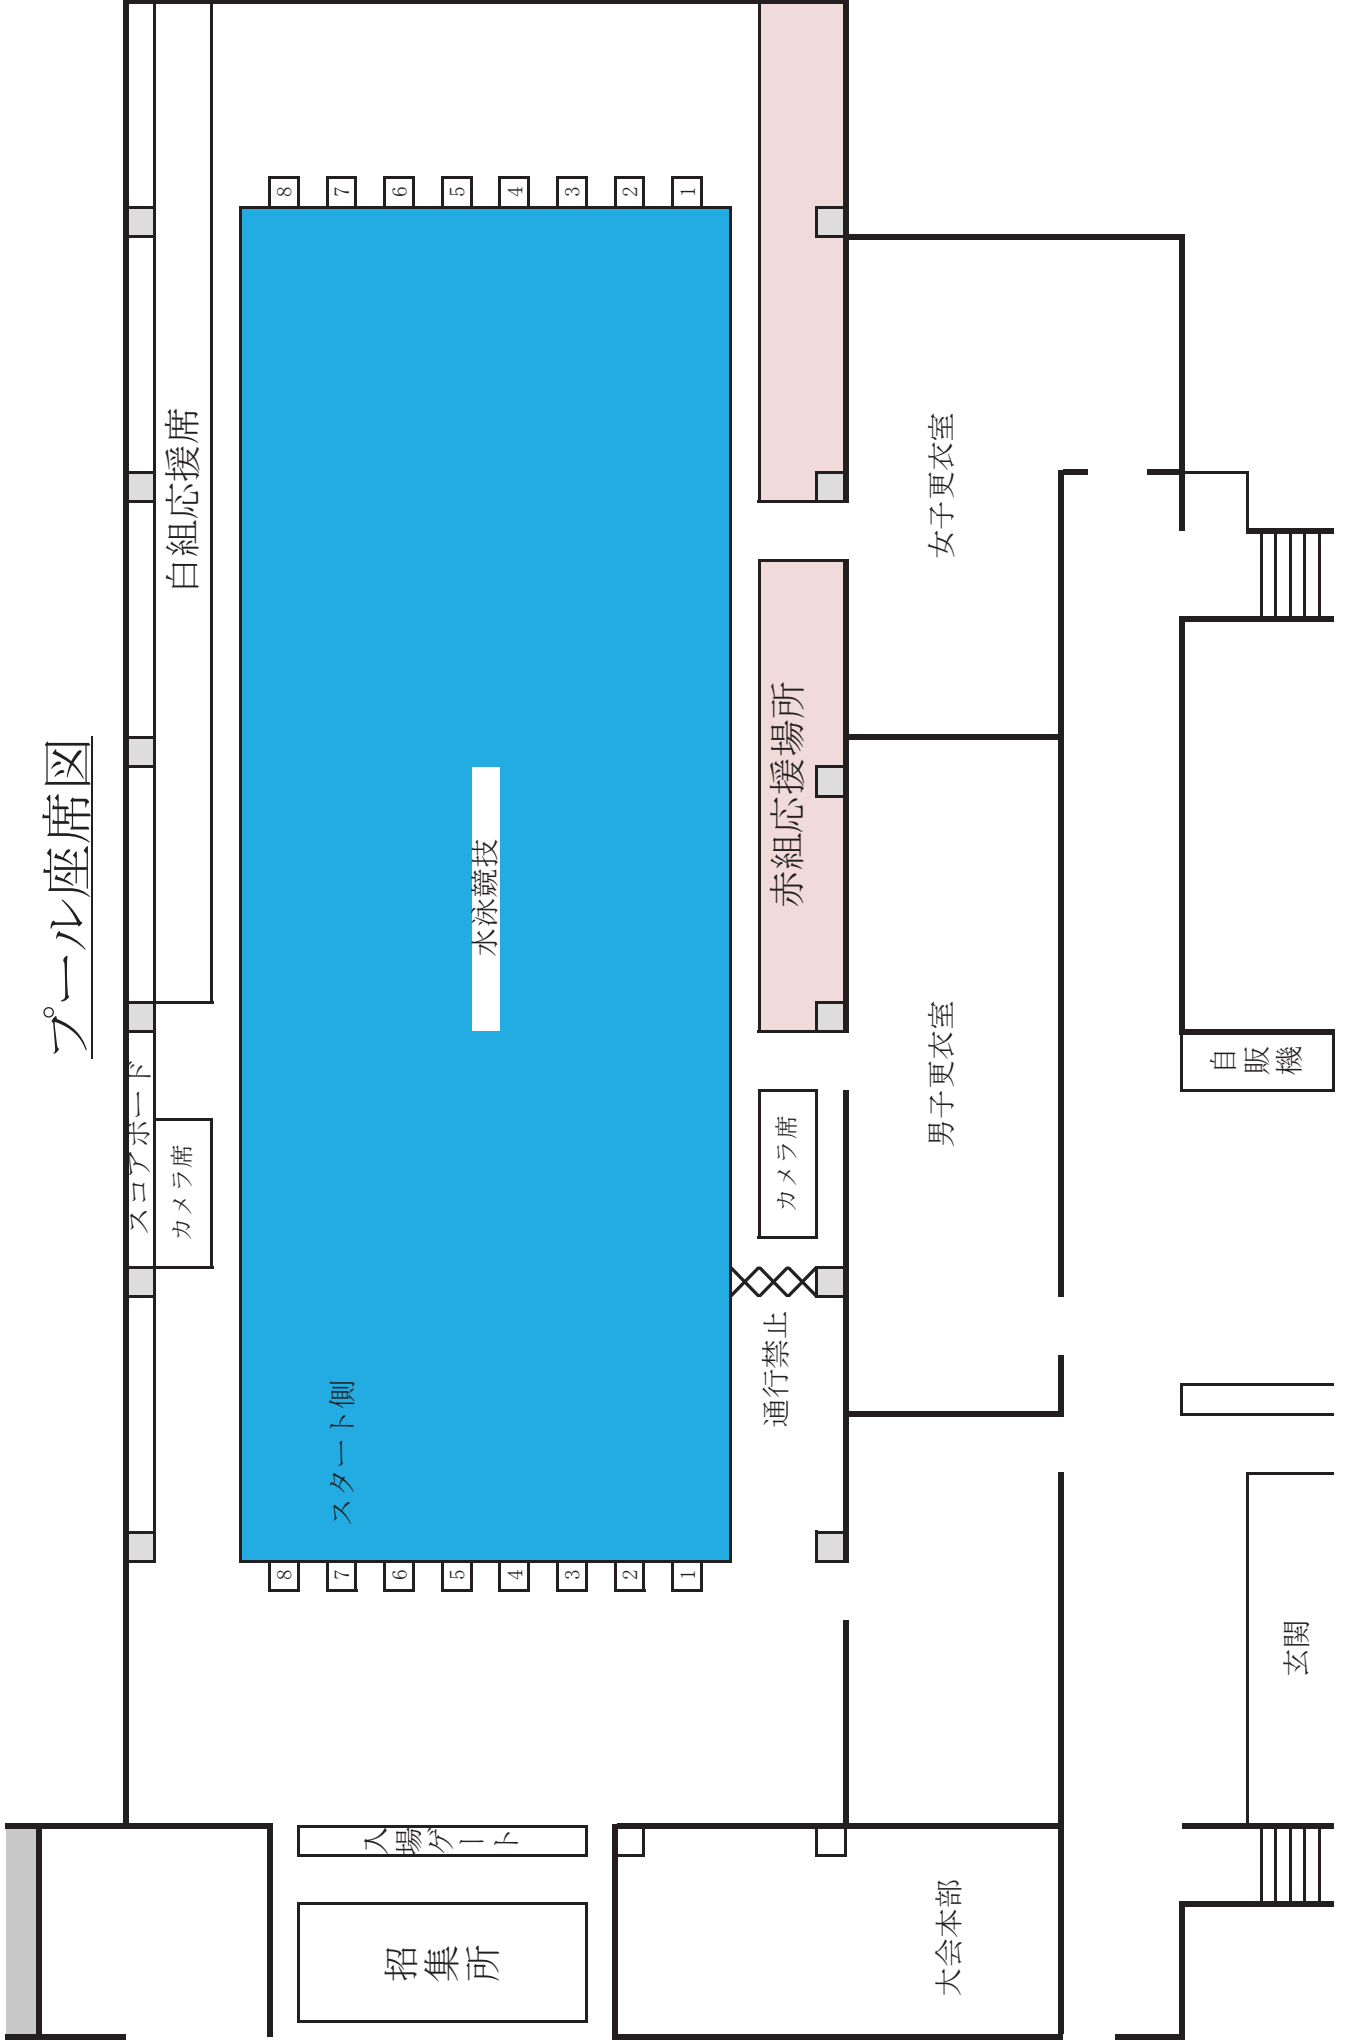 プール座席図
スコアボード
カメラ席
白組応援席
8
7
6
5
4
3
2
1
スタート側
水泳競技
8
7
6
5
4
3
2
1
通行禁止
カメラ席
赤組応援場所
男子更衣室
女子更衣室
招集所
入場ゲート
大会本部
玄関
自販機